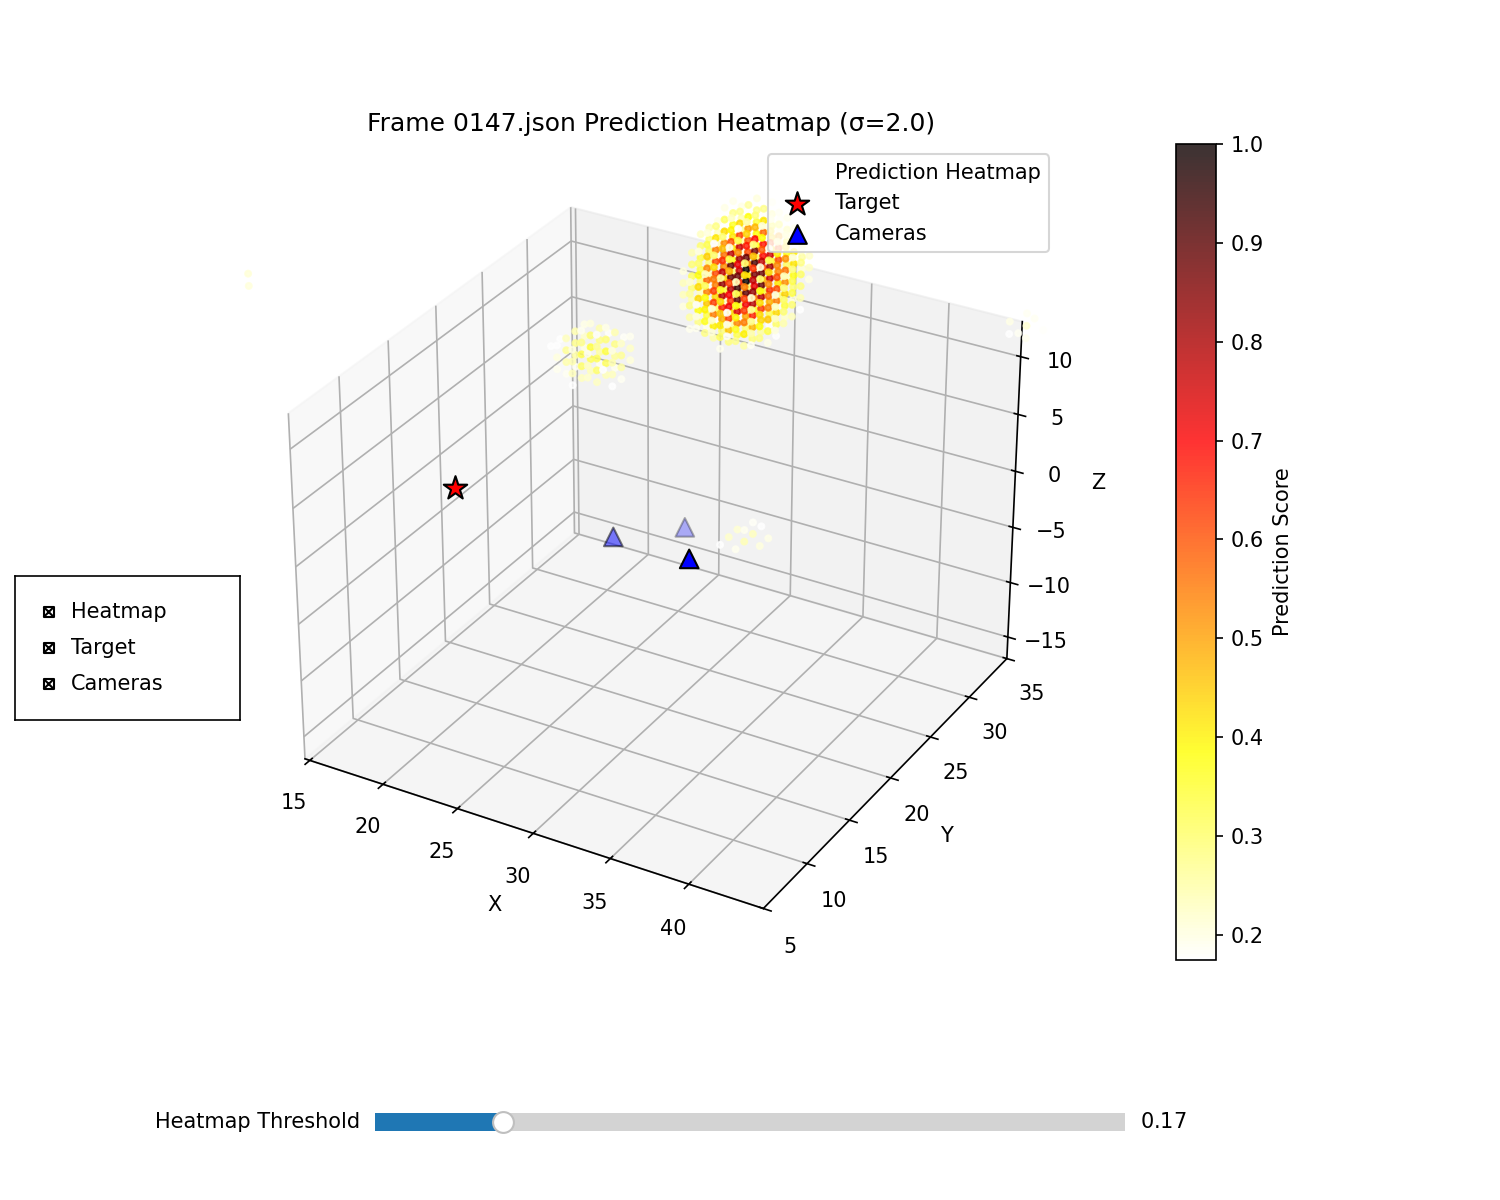 Frame 0147.json Prediction Heatmap (σ=2.0)
Prediction Heatmap
Target
Cameras
1.0
0.9
0.8
0.7
0.6
0.5
0.4
0.3
0.2
Prediction Score
10
5
0
−5
−10
−15
Z
35
30
25
20
15
10
5
Y
15
20
25
30
35
40
X
Heatmap
Target
Cameras
Heatmap Threshold
0.17